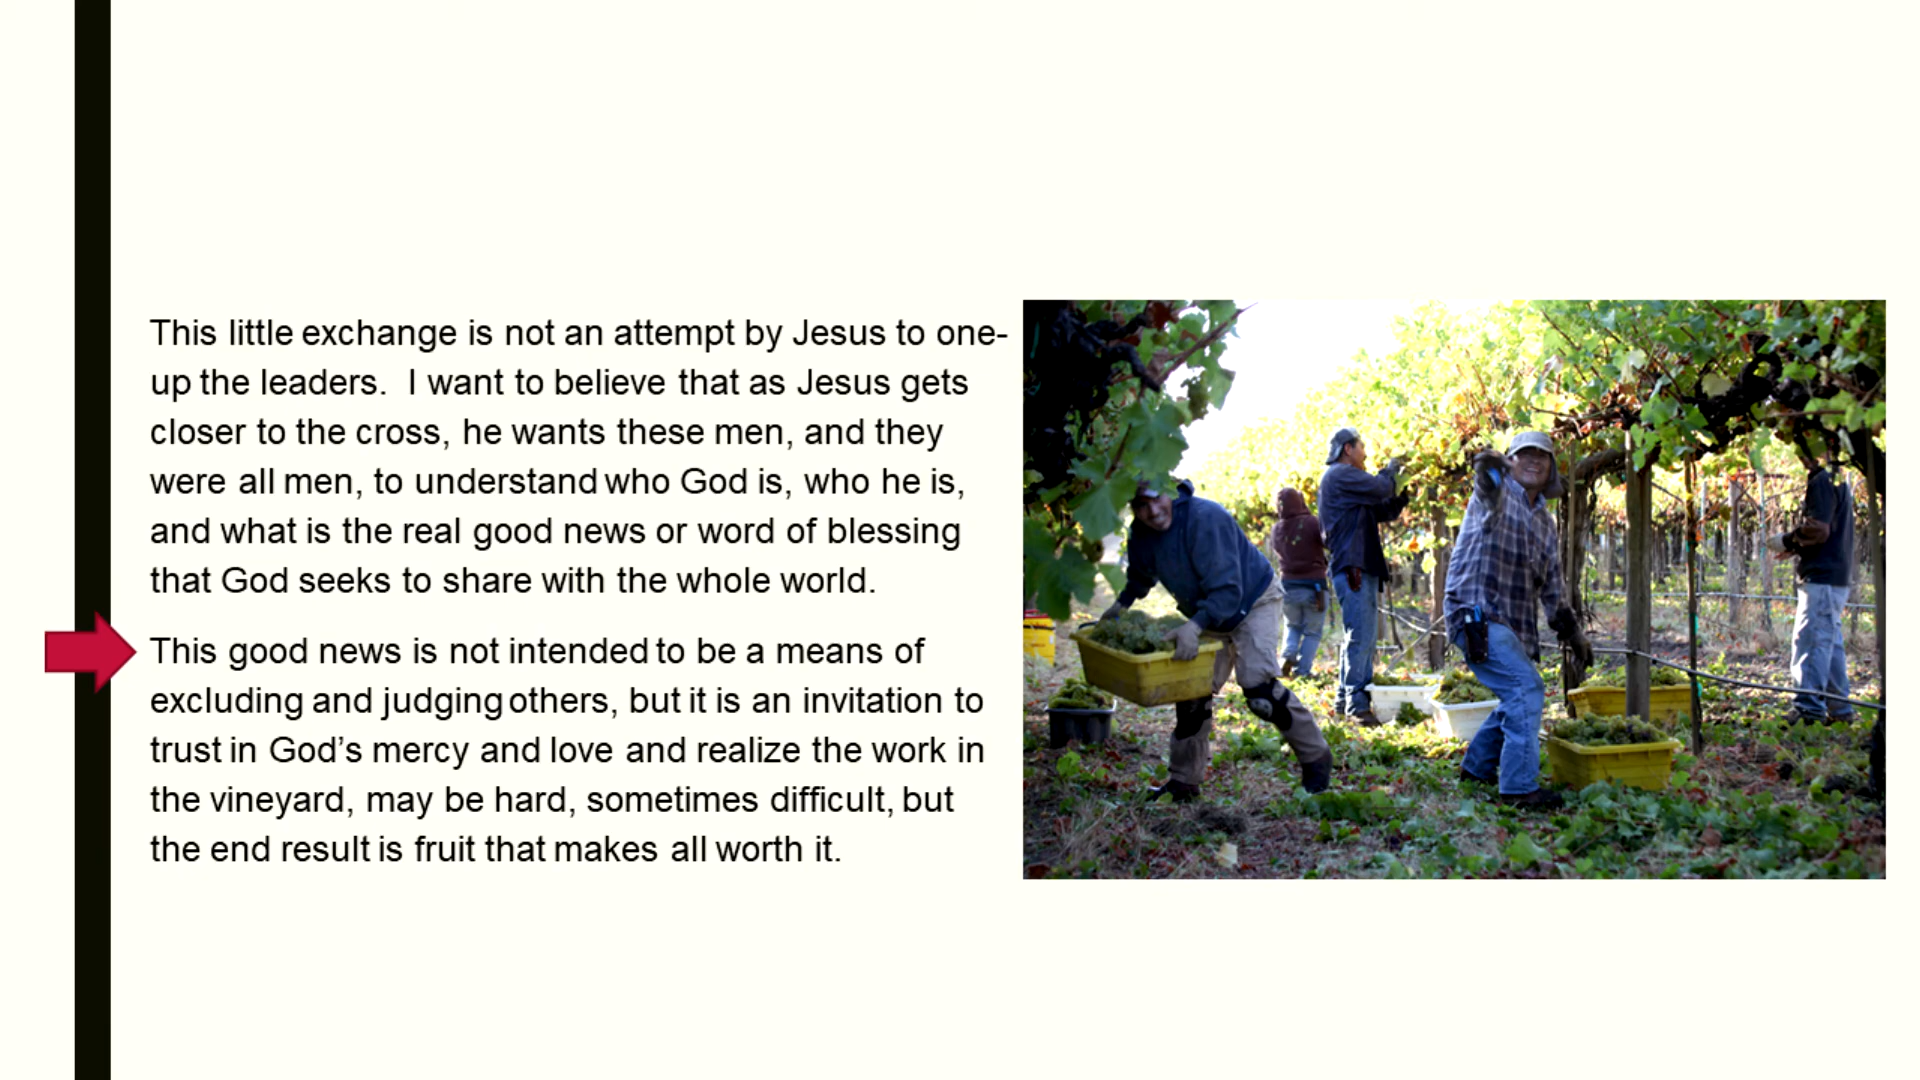 This little exchange is not an attempt by Jesus to one-
up the leaders.  I want to believe that as Jesus gets
closer to the cross, he wants these men, and they
were all men, to understand who God is, who he is,
and what is the real good news or word of blessing
that God seeks to share with the whole world.
This good news is not intended to be a means of
excluding and judging others, but it is an invitation to
trust in God’s mercy and love and realize the work in
the vineyard, may be hard, sometimes difficult, but
the end result is fruit that makes all worth it.